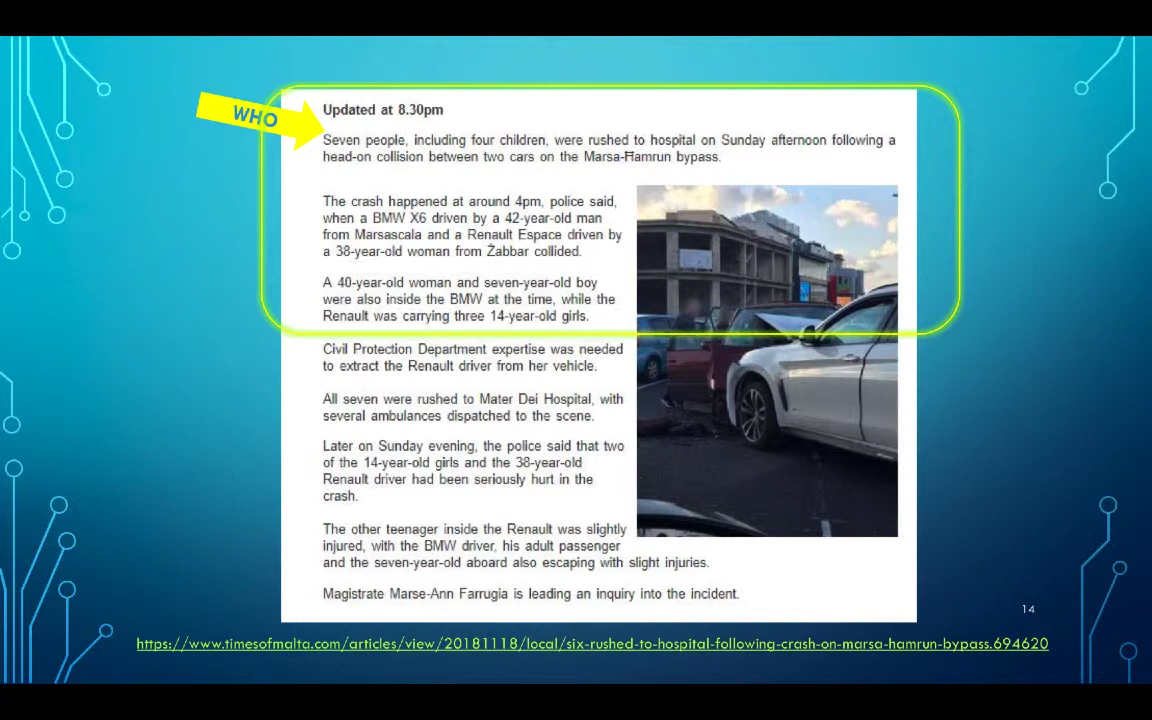 WHO
Updated at 8.30pm
Seven people, including four children, were rushed to hospital on Sunday afternoon following a
head-on collision between two cars on the Marsa-Ħamrun bypass.
The crash happened at around 4pm, police said,
when a BMW X6 driven by a 42-year-old man
from Marsascala and a Renault Espace driven by
a 38-year-old woman from Żabbar collided.
A 40-year-old woman and seven-year-old boy
were also inside the BMW at the time, while the
Renault was carrying three 14-year-old girls.
Civil Protection Department expertise was needed
to extract the Renault driver from her vehicle.
All seven were rushed to Mater Dei Hospital, with
several ambulances dispatched to the scene.
Later on Sunday evening, the police said that two
of the 14-year-old girls and the 38-year-old
Renault driver had been seriously hurt in the
crash.
The other teenager inside the Renault was slightly
injured, with the BMW driver, his adult passenger
and the seven-year-old aboard also escaping with slight injuries.
Magistrate Marse-Ann Farrugia is leading an inquiry into the incident.
14
https://www.timesofmalta.com/articles/view/20181118/local/six-rushed-to-hospital-following-crash-on-marsa-hamrun-bypass.694620